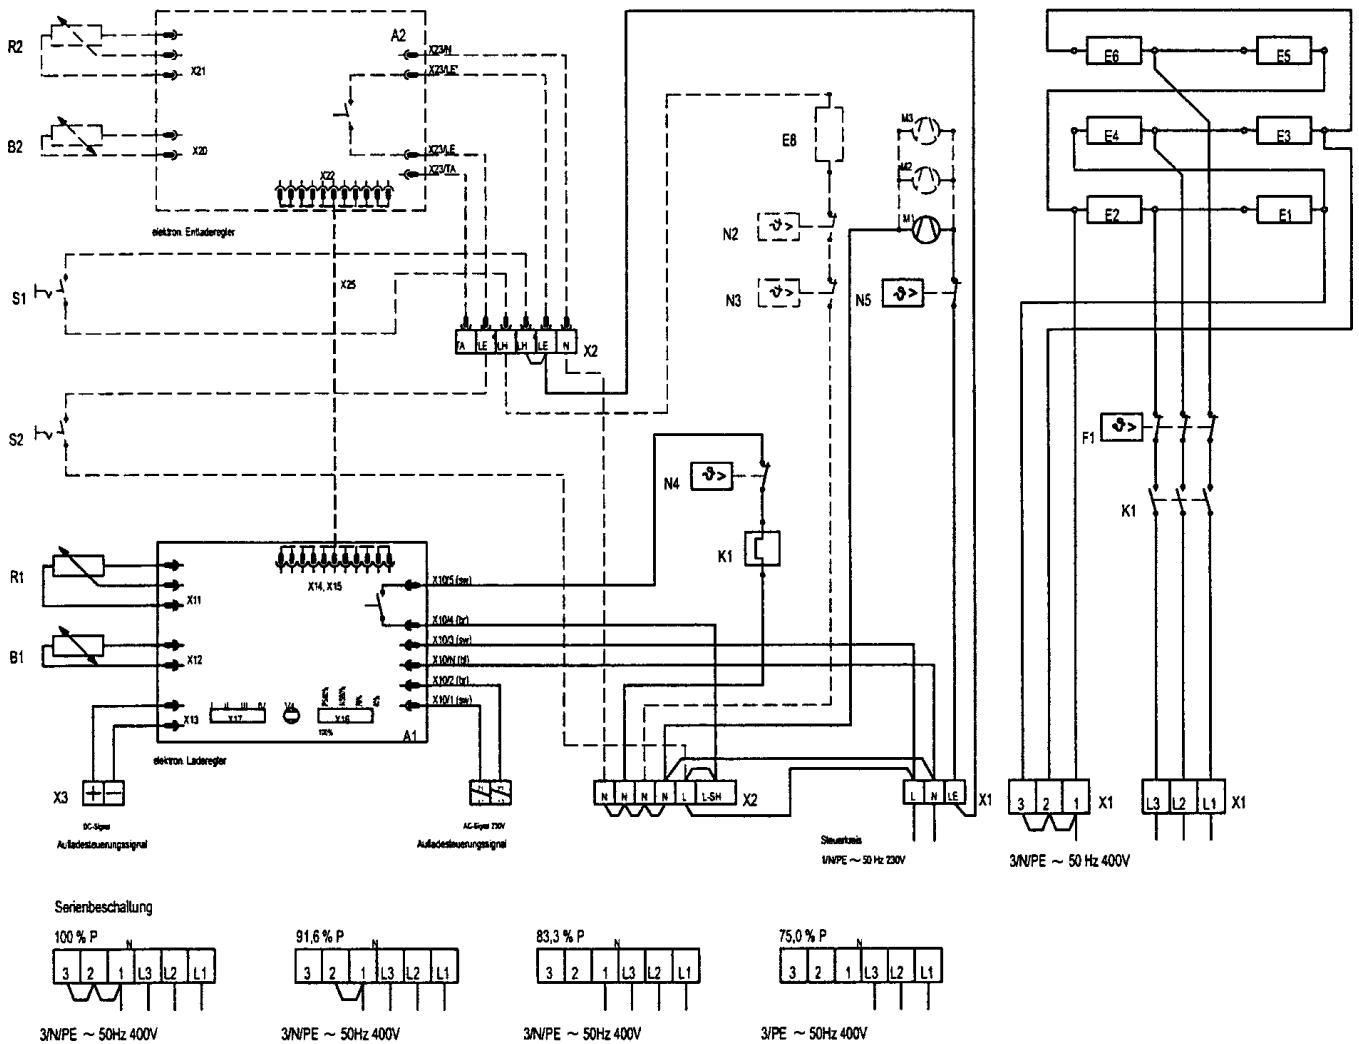 R2
X21
A2
X23/N
X23/LE'
B2
X20
X22
X23/LE
X23/TA
elektron. Entladeregler
S1
X25
TA LE LH LH LE N X2
S2
E8
N2
N3
M3
M2
M1
N5
E6 E5
E4 E3
E2 E1
F1
K1
N4
K1
R1
X11
X14, X15
X10/5 (sw)
X10/4 (br)
X10/3 (sw)
X10/N (bl)
X10/2 (br)
X10/1 (sw)
B1
X12
X13
I II III IV
X17
X16
100%
A1
elektron. Laderegler
X3 + −
DC-Signal
Aufladesteuerungssignal
AC-Signal 230V
Aufladesteuerungssignal
N N N N L L-SH X2
L N LE X1
Steuerkreis
1/N/PE ~ 50 Hz 230V
3 2 1 X1
L3 L2 L1 X1
3/N/PE ~ 50 Hz 400V
Serienbeschaltung
100 % P
N
3 2 1 L3 L2 L1
3/N/PE ~ 50Hz 400V
91,6 % P
N
3 2 1 L3 L2 L1
3/N/PE ~ 50Hz 400V
83,3 % P
N
3 2 1 L3 L2 L1
3/N/PE ~ 50Hz 400V
75,0 % P
N
3 2 1 L3 L2 L1
3/PE ~ 50Hz 400V